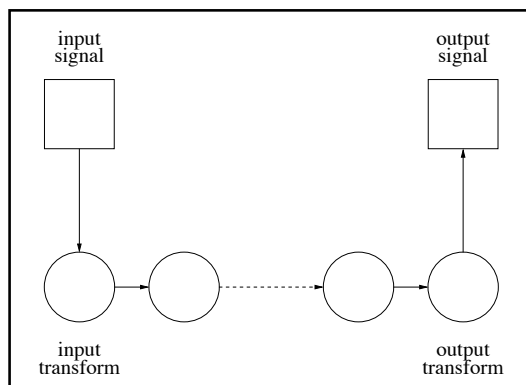 input
signal
output
signal
input
transform
output
transform